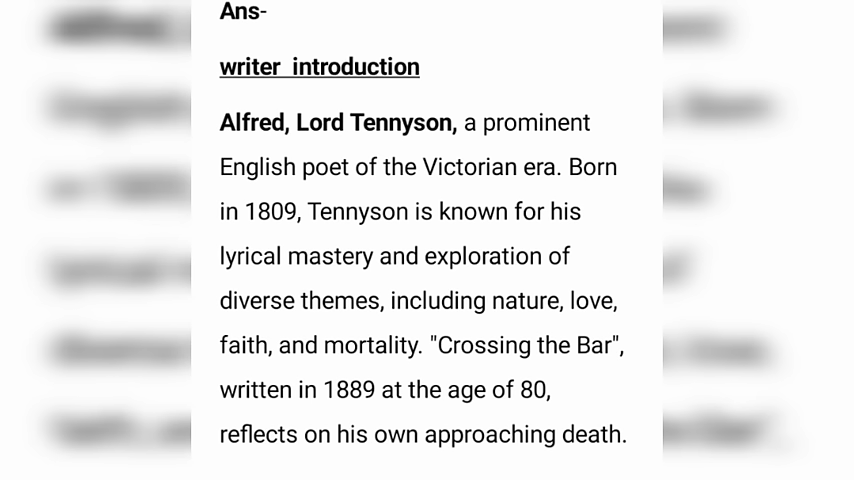 Ans-
writer introduction
Alfred, Lord Tennyson, a prominent
English poet of the Victorian era. Born
in 1809, Tennyson is known for his
lyrical mastery and exploration of
diverse themes, including nature, love,
faith, and mortality. "Crossing the Bar",
written in 1889 at the age of 80,
reflects on his own approaching death.